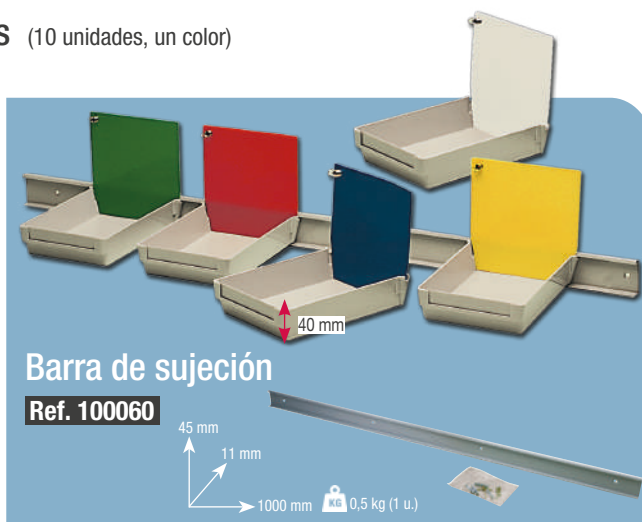 (10 unidades, un color)
40 mm
Barra de sujeción
Ref. 100060
45 mm
11 mm
1000 mm KG 0,5 kg (1 u.)